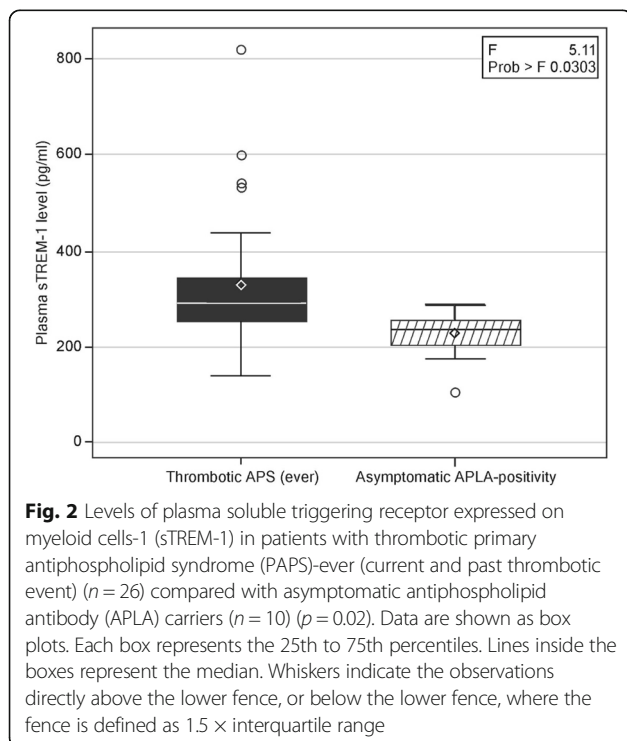 F 5.11
Prob > F 0.0303
800
600
400
200
0
Plasma sTREM-1 level (pg/ml)
Thrombotic APS (ever) Asymptomatic APLA-positivity
Fig. 2 Levels of plasma soluble triggering receptor expressed on
myeloid cells-1 (sTREM-1) in patients with thrombotic primary
antiphospholipid syndrome (PAPS)-ever (current and past thrombotic
event) (n = 26) compared with asymptomatic antiphospholipid
antibody (APLA) carriers (n = 10) (p = 0.02). Data are shown as box
plots. Each box represents the 25th to 75th percentiles. Lines inside the
boxes represent the median. Whiskers indicate the observations
directly above the lower fence, or below the lower fence, where the
fence is defined as 1.5 × interquartile range